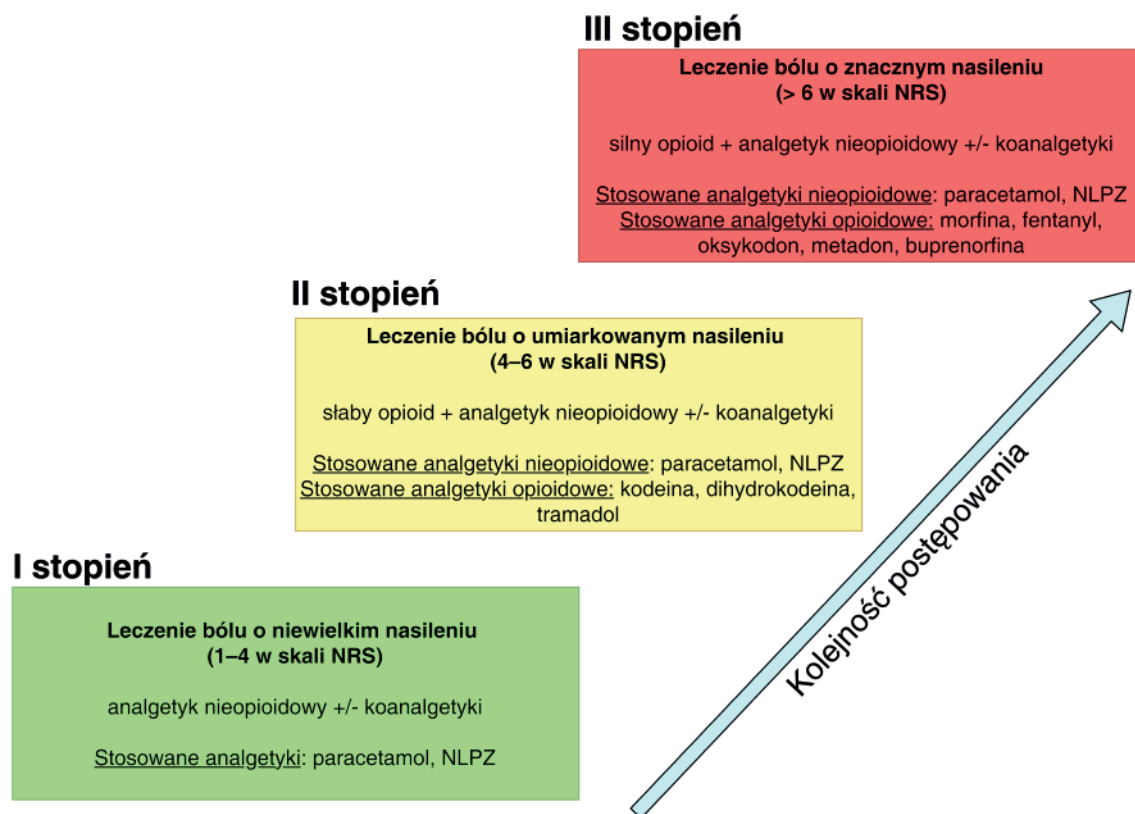 III stopień
Leczenie bólu o znacznym nasileniu
(> 6 w skali NRS)
silny opioid + analgetyk nieopioidowy +/- koanalgetyki
Stosowane analgetyki nieopioidowe: paracetamol, NLPZ
Stosowane analgetyki opioidowe: morfina, fentanyl,
oksykodon, metadon, buprenorfina
II stopień
Leczenie bólu o umiarkowanym nasileniu
(4–6 w skali NRS)
słaby opioid + analgetyk nieopioidowy +/- koanalgetyki
Stosowane analgetyki nieopioidowe: paracetamol, NLPZ
Stosowane analgetyki opioidowe: kodeina, dihydrokodeina,
tramadol
I stopień
Leczenie bólu o niewielkim nasileniu
(1–4 w skali NRS)
analgetyk nieopioidowy +/- koanalgetyki
Stosowane analgetyki: paracetamol, NLPZ
Kolejność postępowania